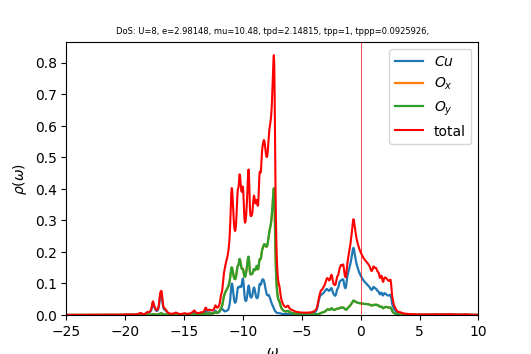 DoS: U=8, e=2.98148, mu=10.48, tpd=2.14815, tpp=1, tppp=0.0925926,
Cu
O_x
O_y
total
ρ(ω)
0.8
0.7
0.6
0.5
0.4
0.3
0.2
0.1
0.0
−25 −20 −15 −10 −5 0 5 10
ω